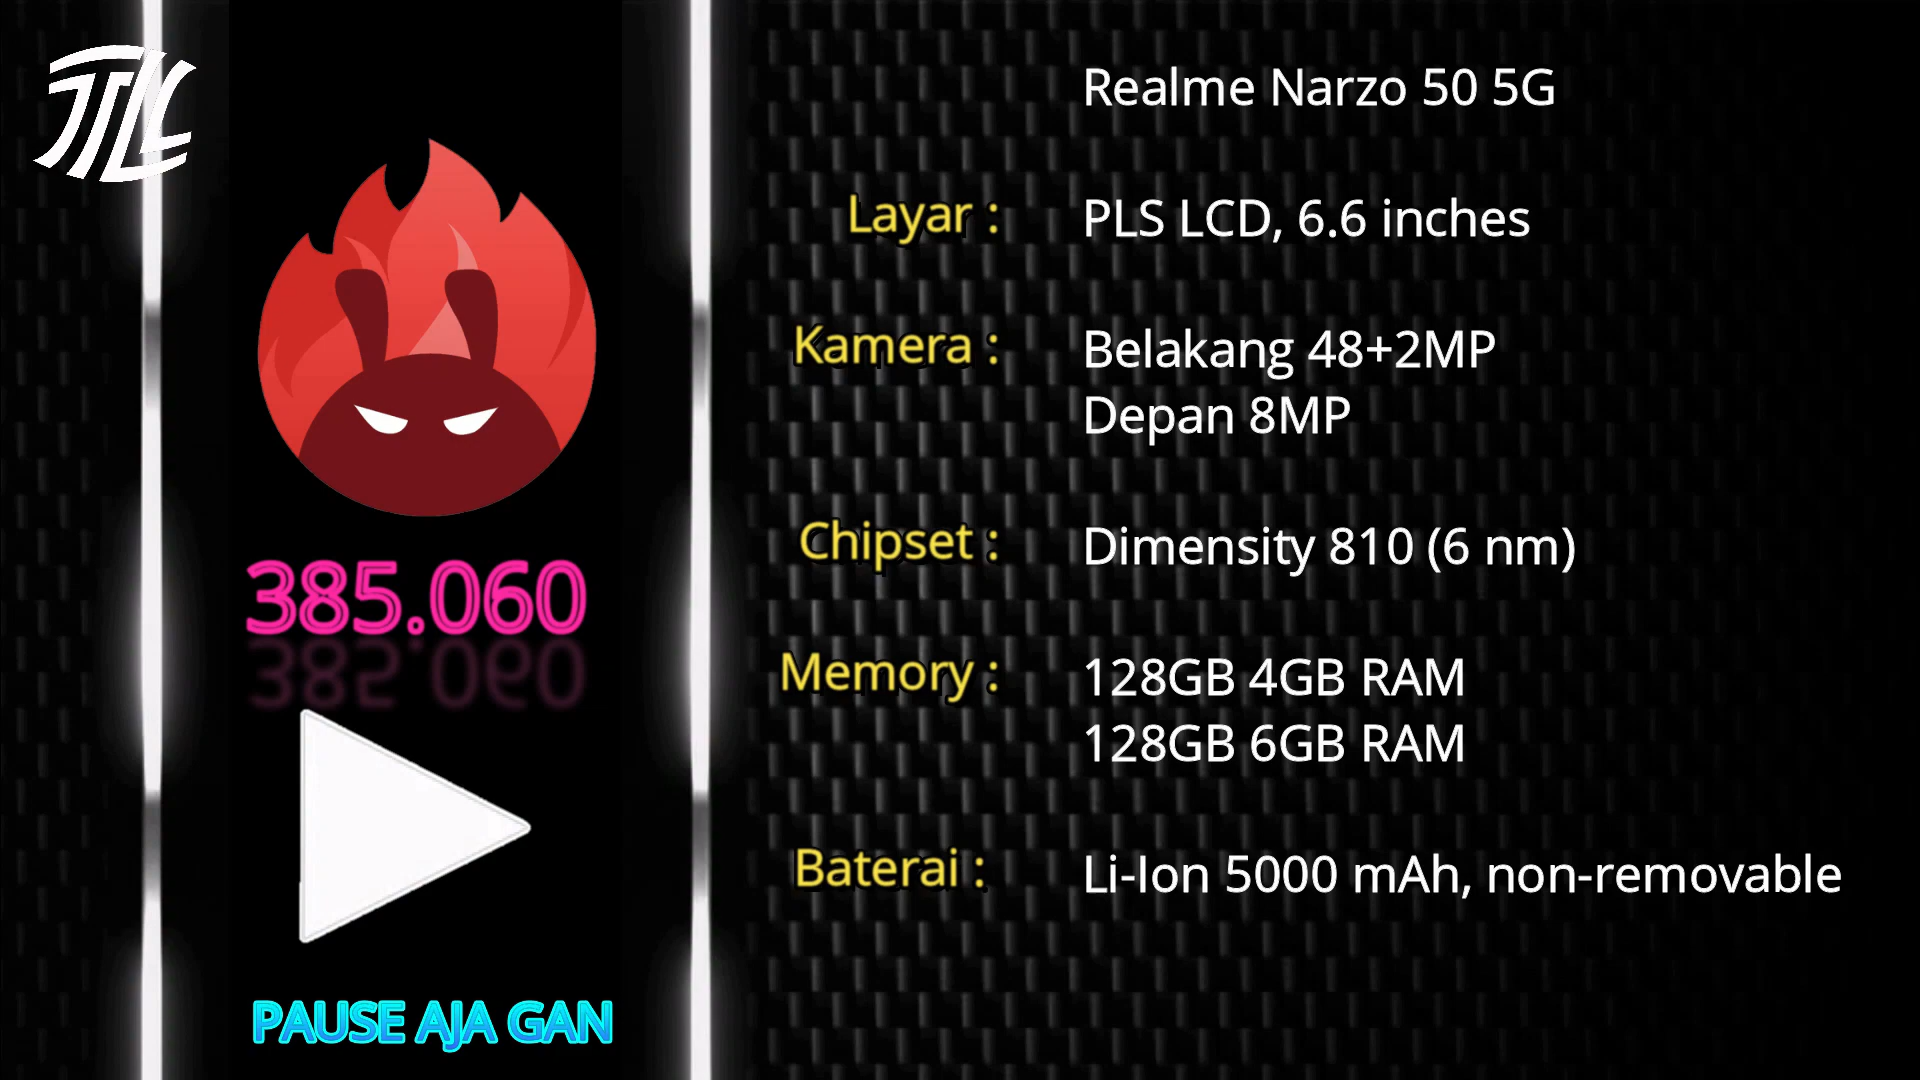 TLC
385.060
PAUSE AJA GAN
Realme Narzo 50 5G
Layar : PLS LCD, 6.6 inches
Kamera : Belakang 48+2MP
Depan 8MP
Chipset : Dimensity 810 (6 nm)
Memory : 128GB 4GB RAM
128GB 6GB RAM
Baterai : Li-Ion 5000 mAh, non-removable